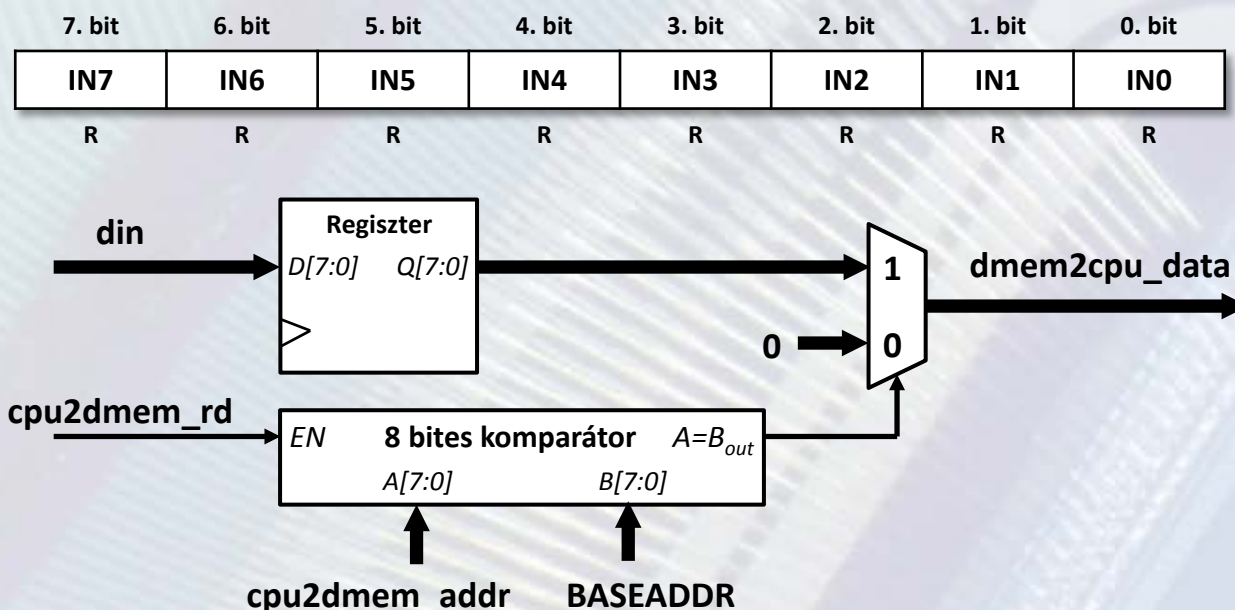 7. bit 6. bit 5. bit 4. bit 3. bit 2. bit 1. bit 0. bit
IN7 IN6 IN5 IN4 IN3 IN2 IN1 IN0
R R R R R R R R
din
Regiszter
D[7:0] Q[7:0]
1
dmem2cpu_data
0
0
cpu2dmem_rd
EN 8 bites komparátor A=Bout
A[7:0] B[7:0]
cpu2dmem_addr BASEADDR